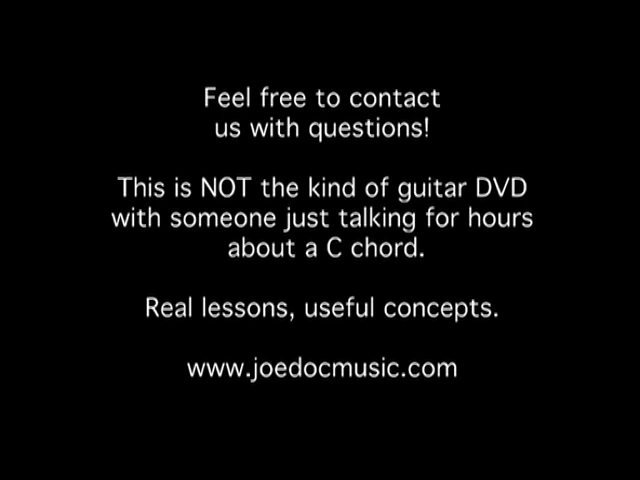 Feel free to contact
us with questions!
This is NOT the kind of guitar DVD
with someone just talking for hours
about a C chord.
Real lessons, useful concepts.
www.joedocmusic.com